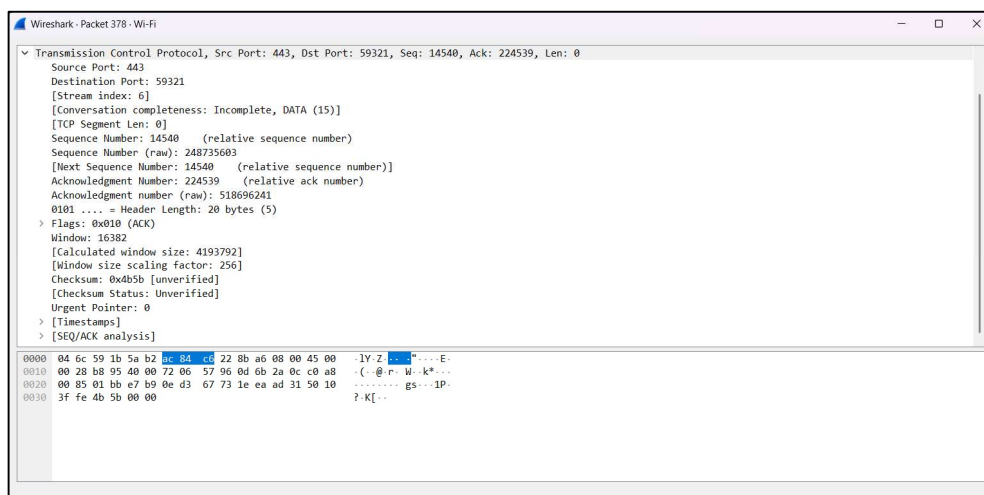 Wireshark · Packet 378 · Wi-Fi
Transmission Control Protocol, Src Port: 443, Dst Port: 59321, Seq: 14540, Ack: 224539, Len: 0
Source Port: 443
Destination Port: 59321
[Stream index: 6]
[Conversation completeness: Incomplete, DATA (15)]
[TCP Segment Len: 0]
Sequence Number: 14540    (relative sequence number)
Sequence Number (raw): 248735603
[Next Sequence Number: 14540    (relative sequence number)]
Acknowledgment Number: 224539    (relative ack number)
Acknowledgment number (raw): 518696241
0101 .... = Header Length: 20 bytes (5)
Flags: 0x010 (ACK)
Window: 16382
[Calculated window size: 4193792]
[Window size scaling factor: 256]
Checksum: 0x4b5b [unverified]
[Checksum Status: Unverified]
Urgent Pointer: 0
[Timestamps]
[SEQ/ACK analysis]
0000 04 6c 59 1b 5a b2 ac 84 c6 22 8b a6 08 00 45 00 ·lY·Z·····"····E·
0010 00 28 b8 95 40 00 72 06 57 96 0d 6b 2a 0c c0 a8 ·(··@·r· W··k*···
0020 00 85 01 bb e7 b9 0e d3 67 73 1e ea ad 31 50 10 ········ gs···1P·
0030 3f fe 4b 5b 00 00 ?·K[··